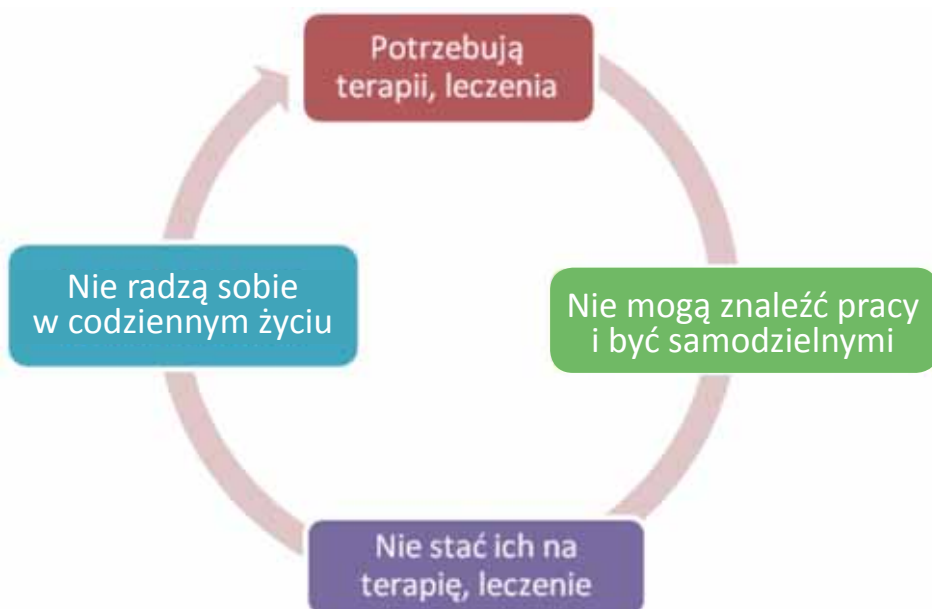 Potrzebują
terapii, leczenia
Nie mogą znaleźć pracy
i być samodzielnymi
Nie stać ich na
terapię, leczenie
Nie radzą sobie
w codziennym życiu